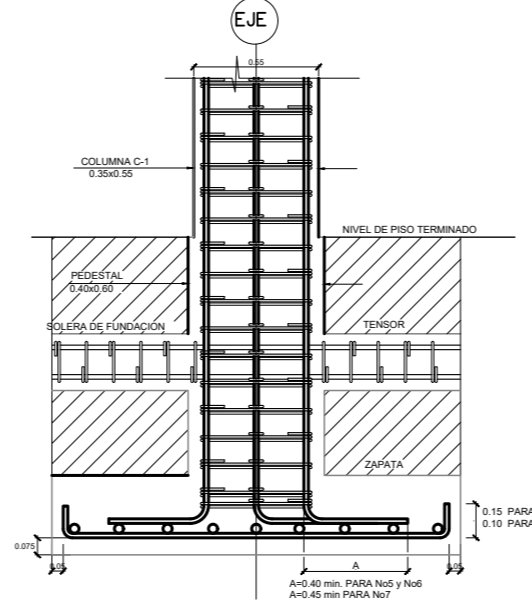 EJE
0.55
COLUMNA C-1
0.35x0.55
NIVEL DE PISO TERMINADO
PEDESTAL
0.40x0.60
SOLERA DE FUNDACION
TENSOR
ZAPATA
0.15 PARA
0.10 PARA
0.075
0.05
A
0.05
A=0.40 min. PARA No5 y No6
A=0.45 min PARA No7